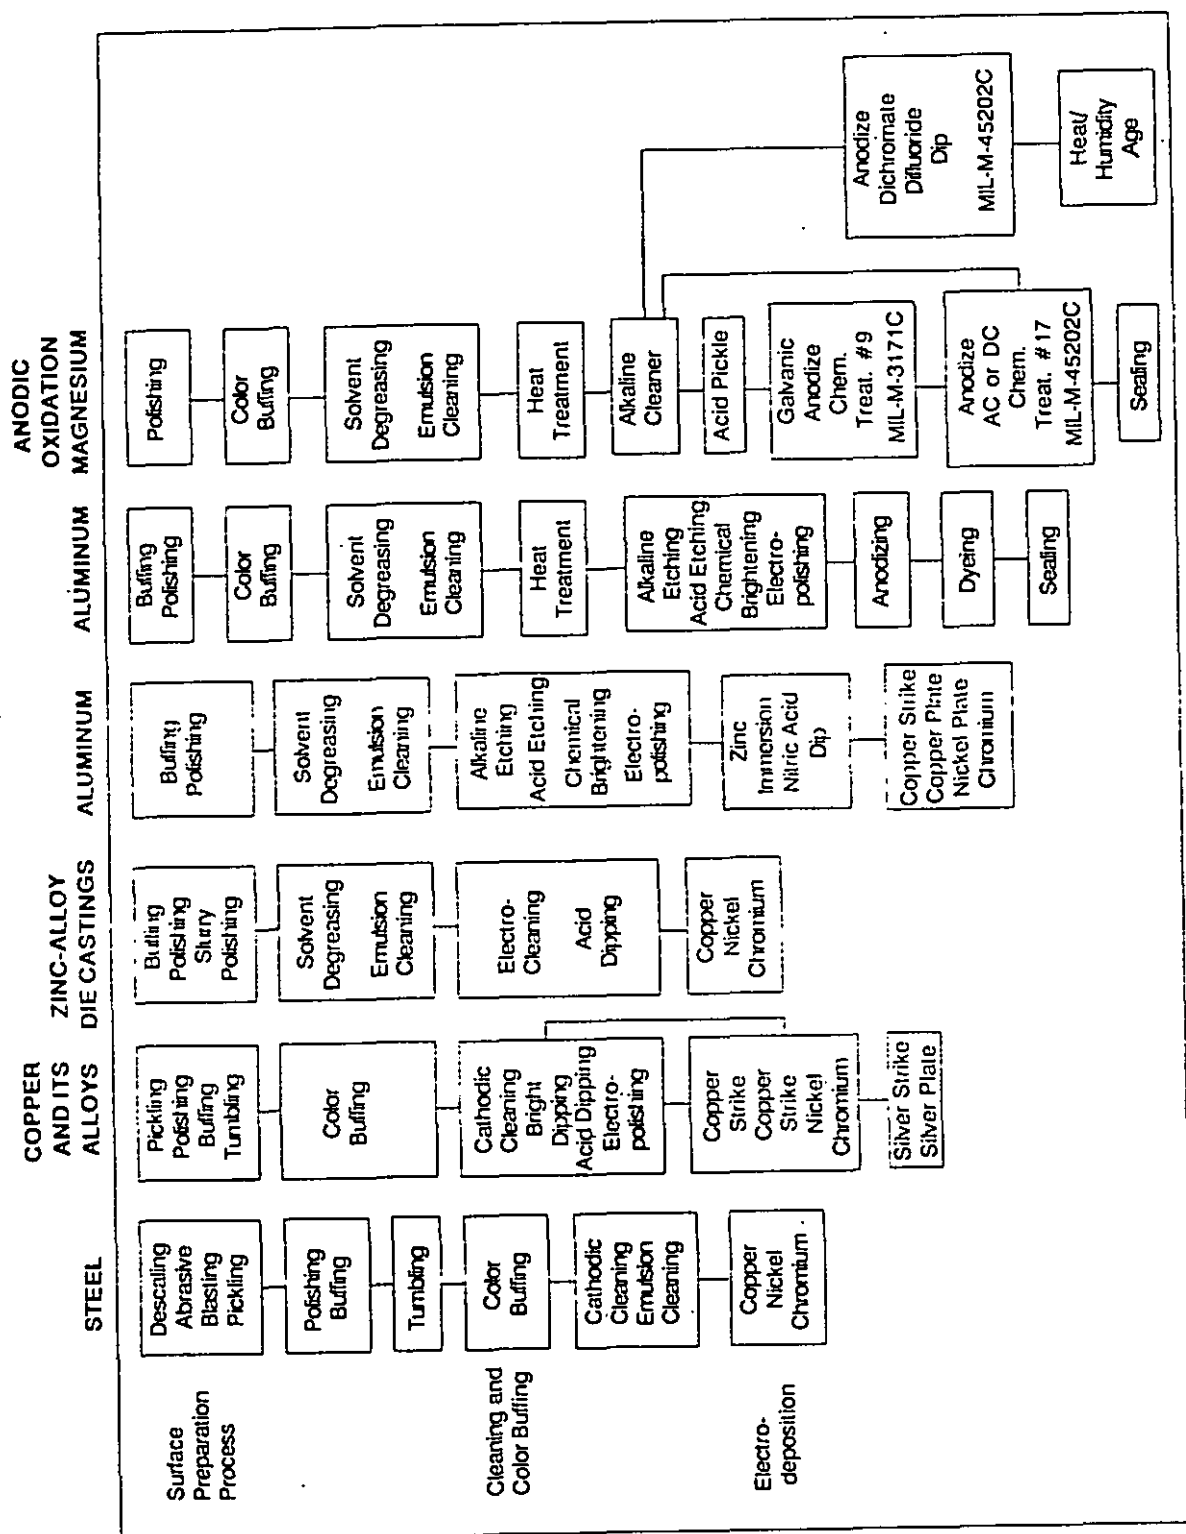 STEEL
COPPER
AND ITS
ALLOYS
ZINC-ALLOY
DIE CASTINGS
ALUMINUM
ALUMINUM
ANODIC
OXIDATION
MAGNESIUM
Surface
Preparation
Process
Cleaning and
Color Buffing
Electro-
deposition
Descaling
Abrasive
Blasting
Pickling
Polishing
Buffing
Tumbling
Color
Buffing
Cathodic
Cleaning
Emulsion
Cleaning
Copper
Nickel
Chromium
Pickling
Polishing
Buffing
Tumbling
Color
Buffing
Cathodic
Cleaning
Bright
Dipping
Acid Dipping
Electro-
polishing
Copper
Strike
Copper
Strike
Nickel
Chromium
Silver Strike
Silver Plate
Buffing
Polishing
Slurry
Polishing
Solvent
Degreasing
Emulsion
Cleaning
Electro-
Cleaning
Acid
Dipping
Copper
Nickel
Chromium
Buffing
Polishing
Solvent
Degreasing
Emulsion
Cleaning
Alkaline
Etching
Acid Etching
Chemical
Brightening
Electro-
polishing
Zinc
Immersion
Nitric Acid
Dip
Copper Strike
Copper Plate
Nickel Plate
Chromium
Buffing
Polishing
Color
Buffing
Solvent
Degreasing
Emulsion
Cleaning
Heat
Treatment
Alkaline
Etching
Acid Etching
Chemical
Brightening
Electro-
polishing
Anodizing
Dyeing
Sealing
Polishing
Color
Buffing
Solvent
Degreasing
Emulsion
Cleaning
Heat
Treatment
Alkaline
Cleaner
Acid Pickle
Galvanic
Anodize
Chem.
Treat. #9
MIL-M-3171C
Anodize
AC or DC
Chem.
Treat. #17
MIL-M-45202C
Sealing
Anodize
Dichromate
Difluoride
Dip
MIL-M-45202C
Heat/
Humidity
Age